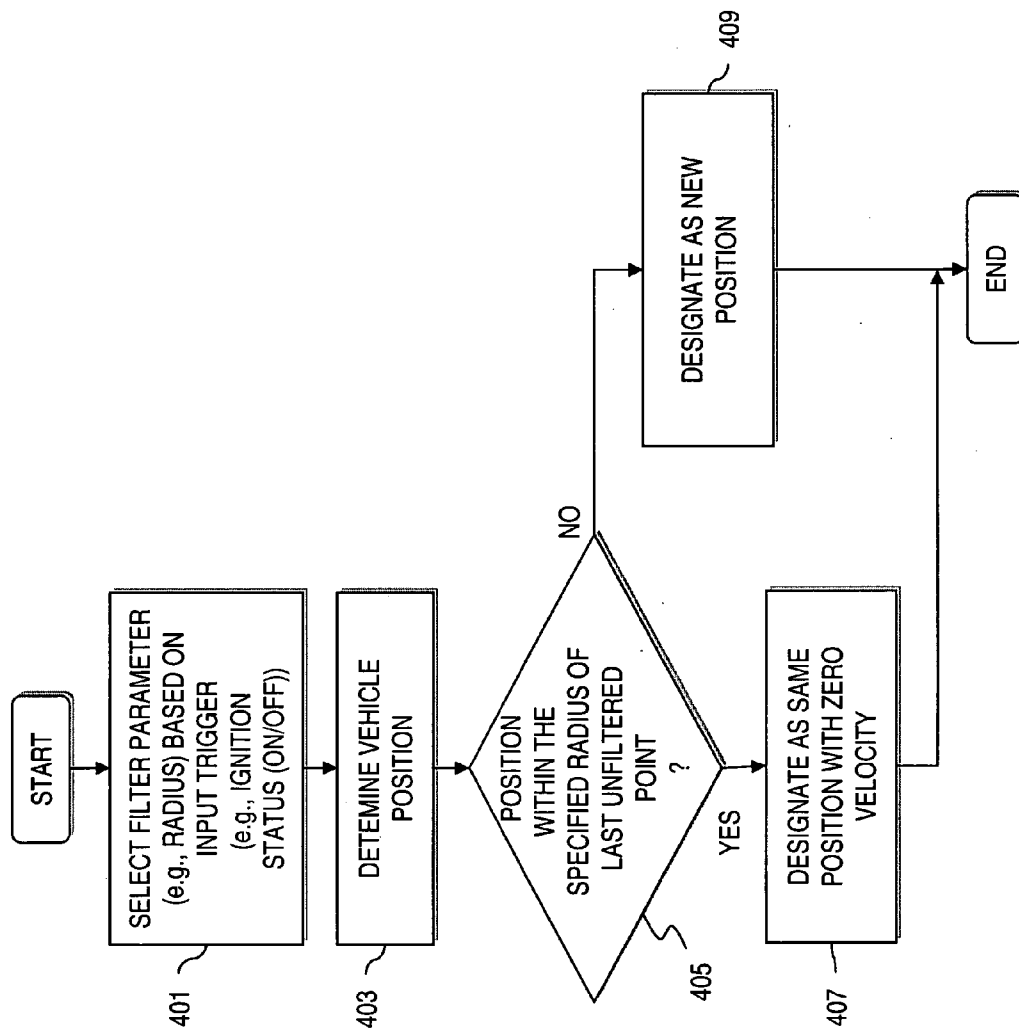 START
SELECT FILTER PARAMETER
(e.g., RADIUS) BASED ON
INPUT TRIGGER
(e.g., IGNITION
STATUS (ON/OFF))
401
DETEMINE VEHICLE
POSITION
403
POSITION
WITHIN THE
SPECIFIED RADIUS OF
LAST UNFILTERED
POINT
?
405
NO
YES
DESIGNATE AS NEW
POSITION
409
DESIGNATE AS SAME
POSITION WITH ZERO
VELOCITY
407
END